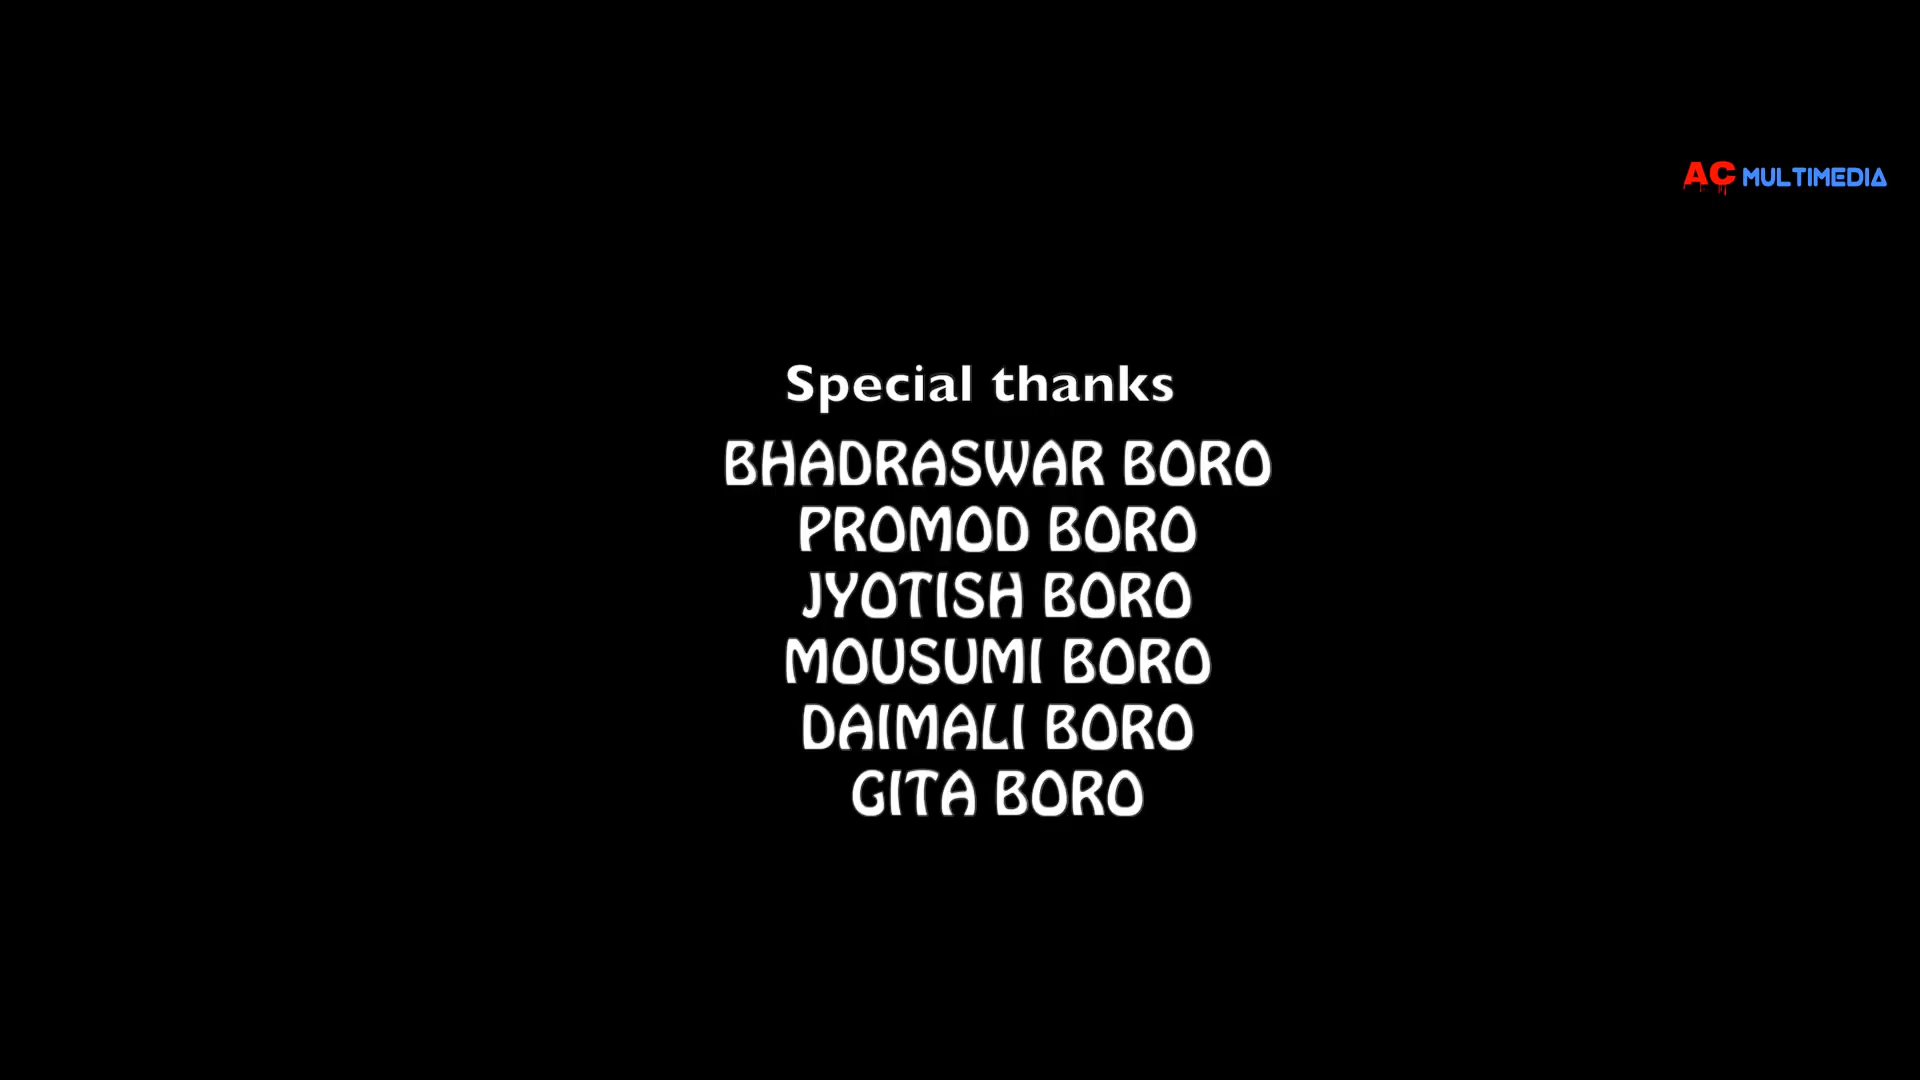 AC MULTIMEDIA
Special thanks
BHADRASWAR BORO
PROMOD BORO
JYOTISH BORO
MOUSUMI BORO
DAIMALI BORO
GITA BORO